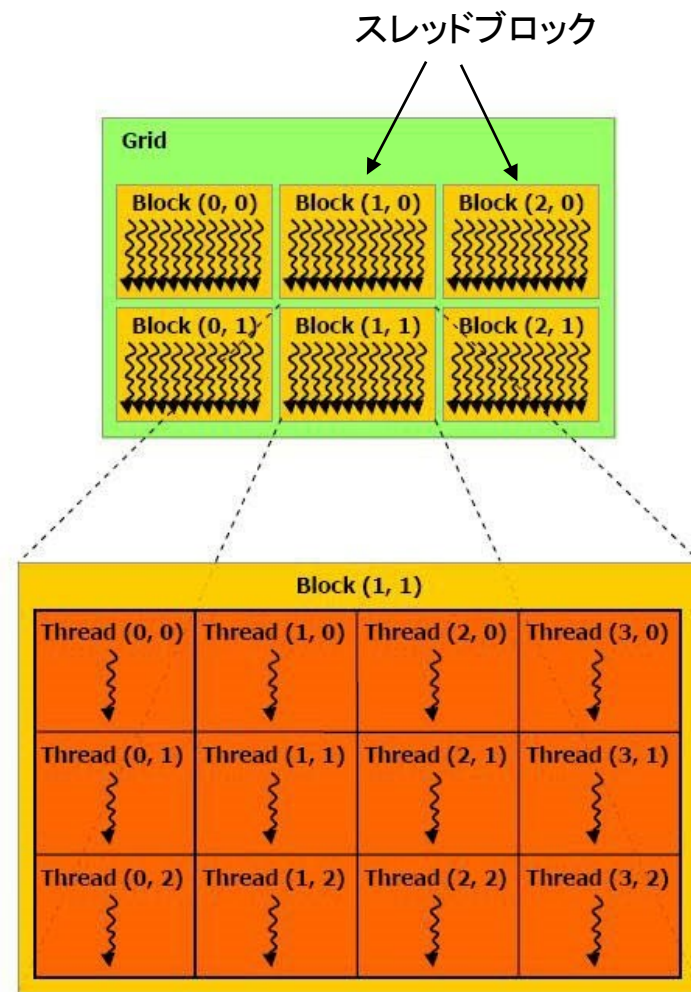 スレッドブロック
Grid
Block (0, 0) Block (1, 0) Block (2, 0)
Block (0, 1) Block (1, 1) Block (2, 1)
Block (1, 1)
Thread (0, 0) Thread (1, 0) Thread (2, 0) Thread (3, 0)
Thread (0, 1) Thread (1, 1) Thread (2, 1) Thread (3, 1)
Thread (0, 2) Thread (1, 2) Thread (2, 2) Thread (3, 2)